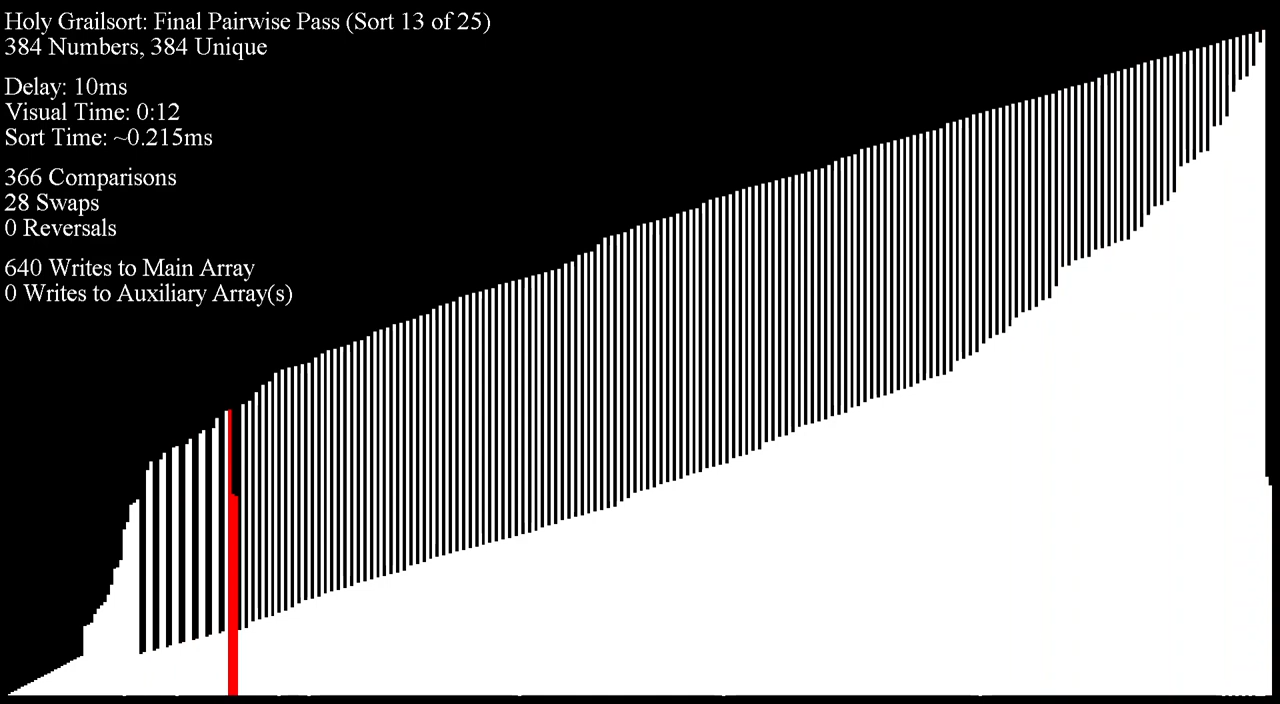 Holy Grailsort: Final Pairwise Pass (Sort 13 of 25)
384 Numbers, 384 Unique
Delay: 10ms
Visual Time: 0:12
Sort Time: ~0.215ms
366 Comparisons
28 Swaps
0 Reversals
640 Writes to Main Array
0 Writes to Auxiliary Array(s)